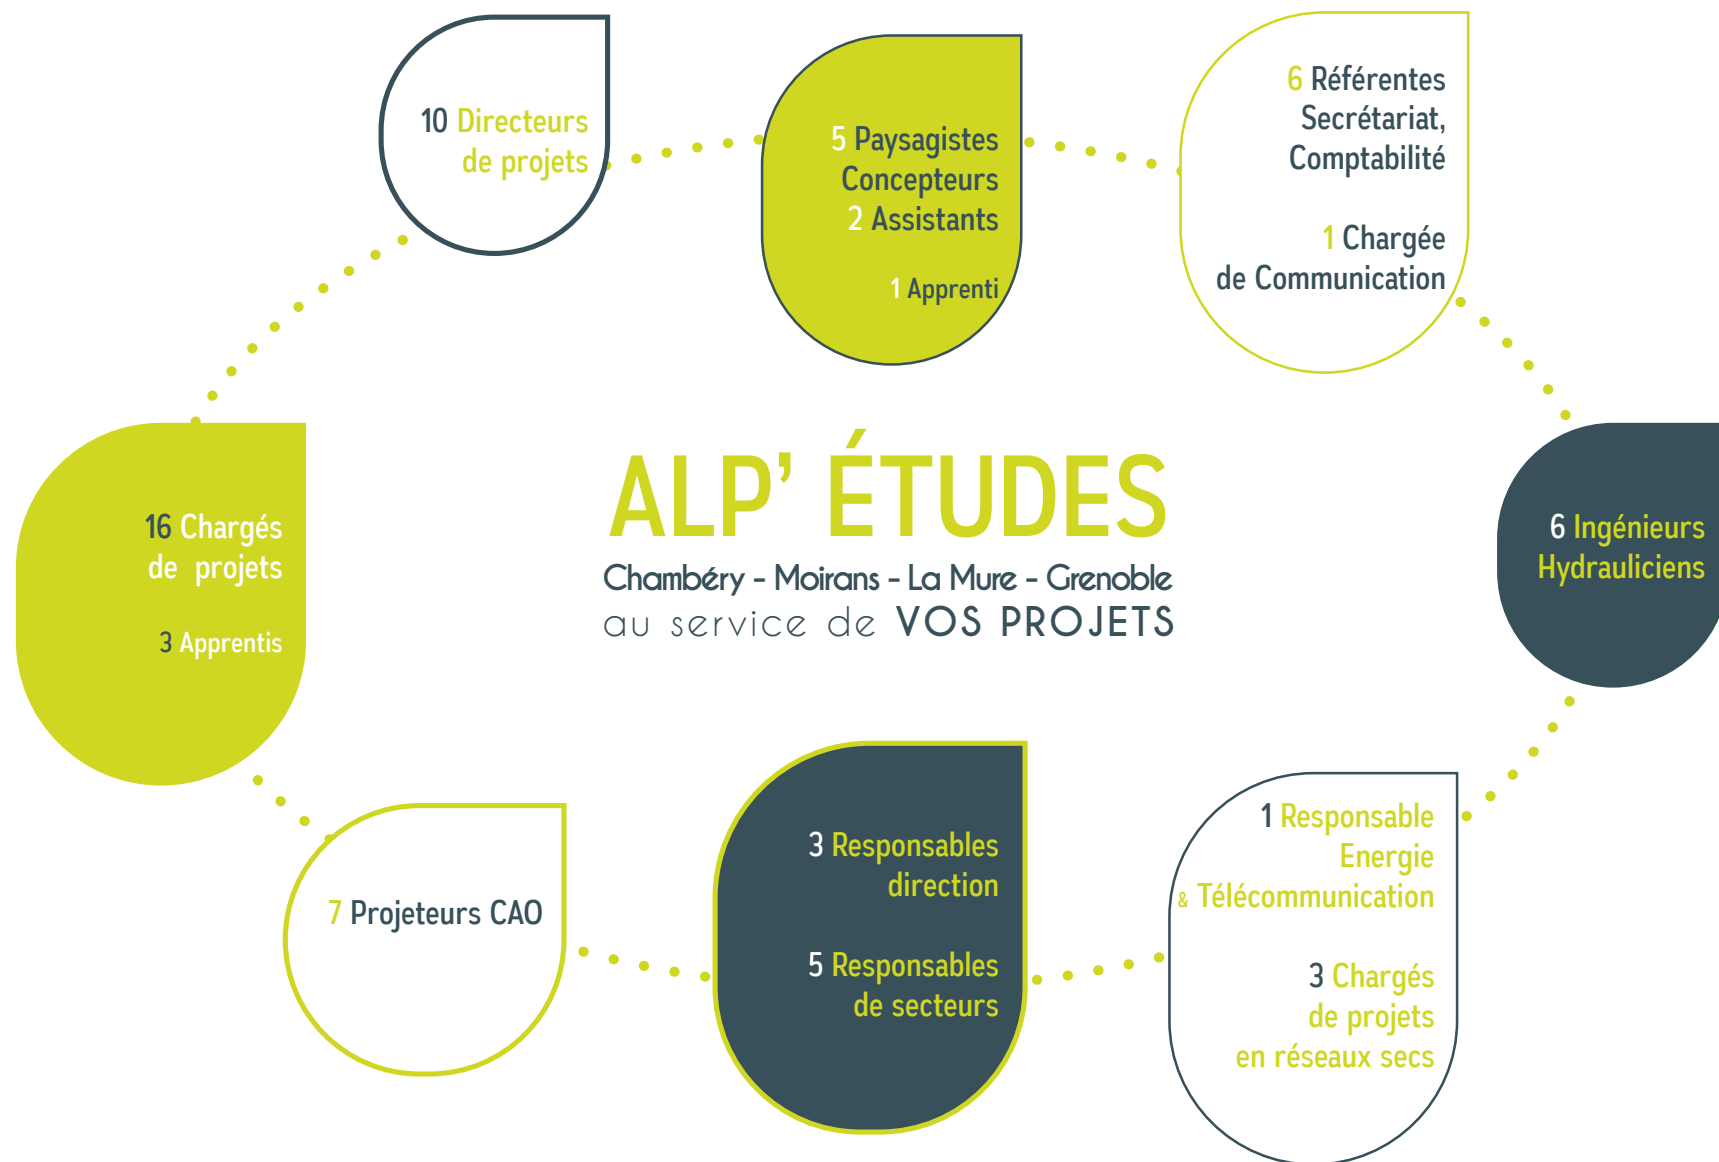 10 Directeurs
de projets
5 Paysagistes
Concepteurs
2 Assistants
1 Apprenti
6 Référentes
Secrétariat,
Comptabilité
1 Chargée
de Communication
16 Chargés
de projets
3 Apprentis
ALP' ÉTUDES
Chambéry - Moirans - La Mure - Grenoble
au service de VOS PROJETS
6 Ingénieurs
Hydrauliciens
7 Projeteurs CAO
3 Responsables
direction
5 Responsables
de secteurs
1 Responsable
Energie
& Télécommunication
3 Chargés
de projets
en réseaux secs